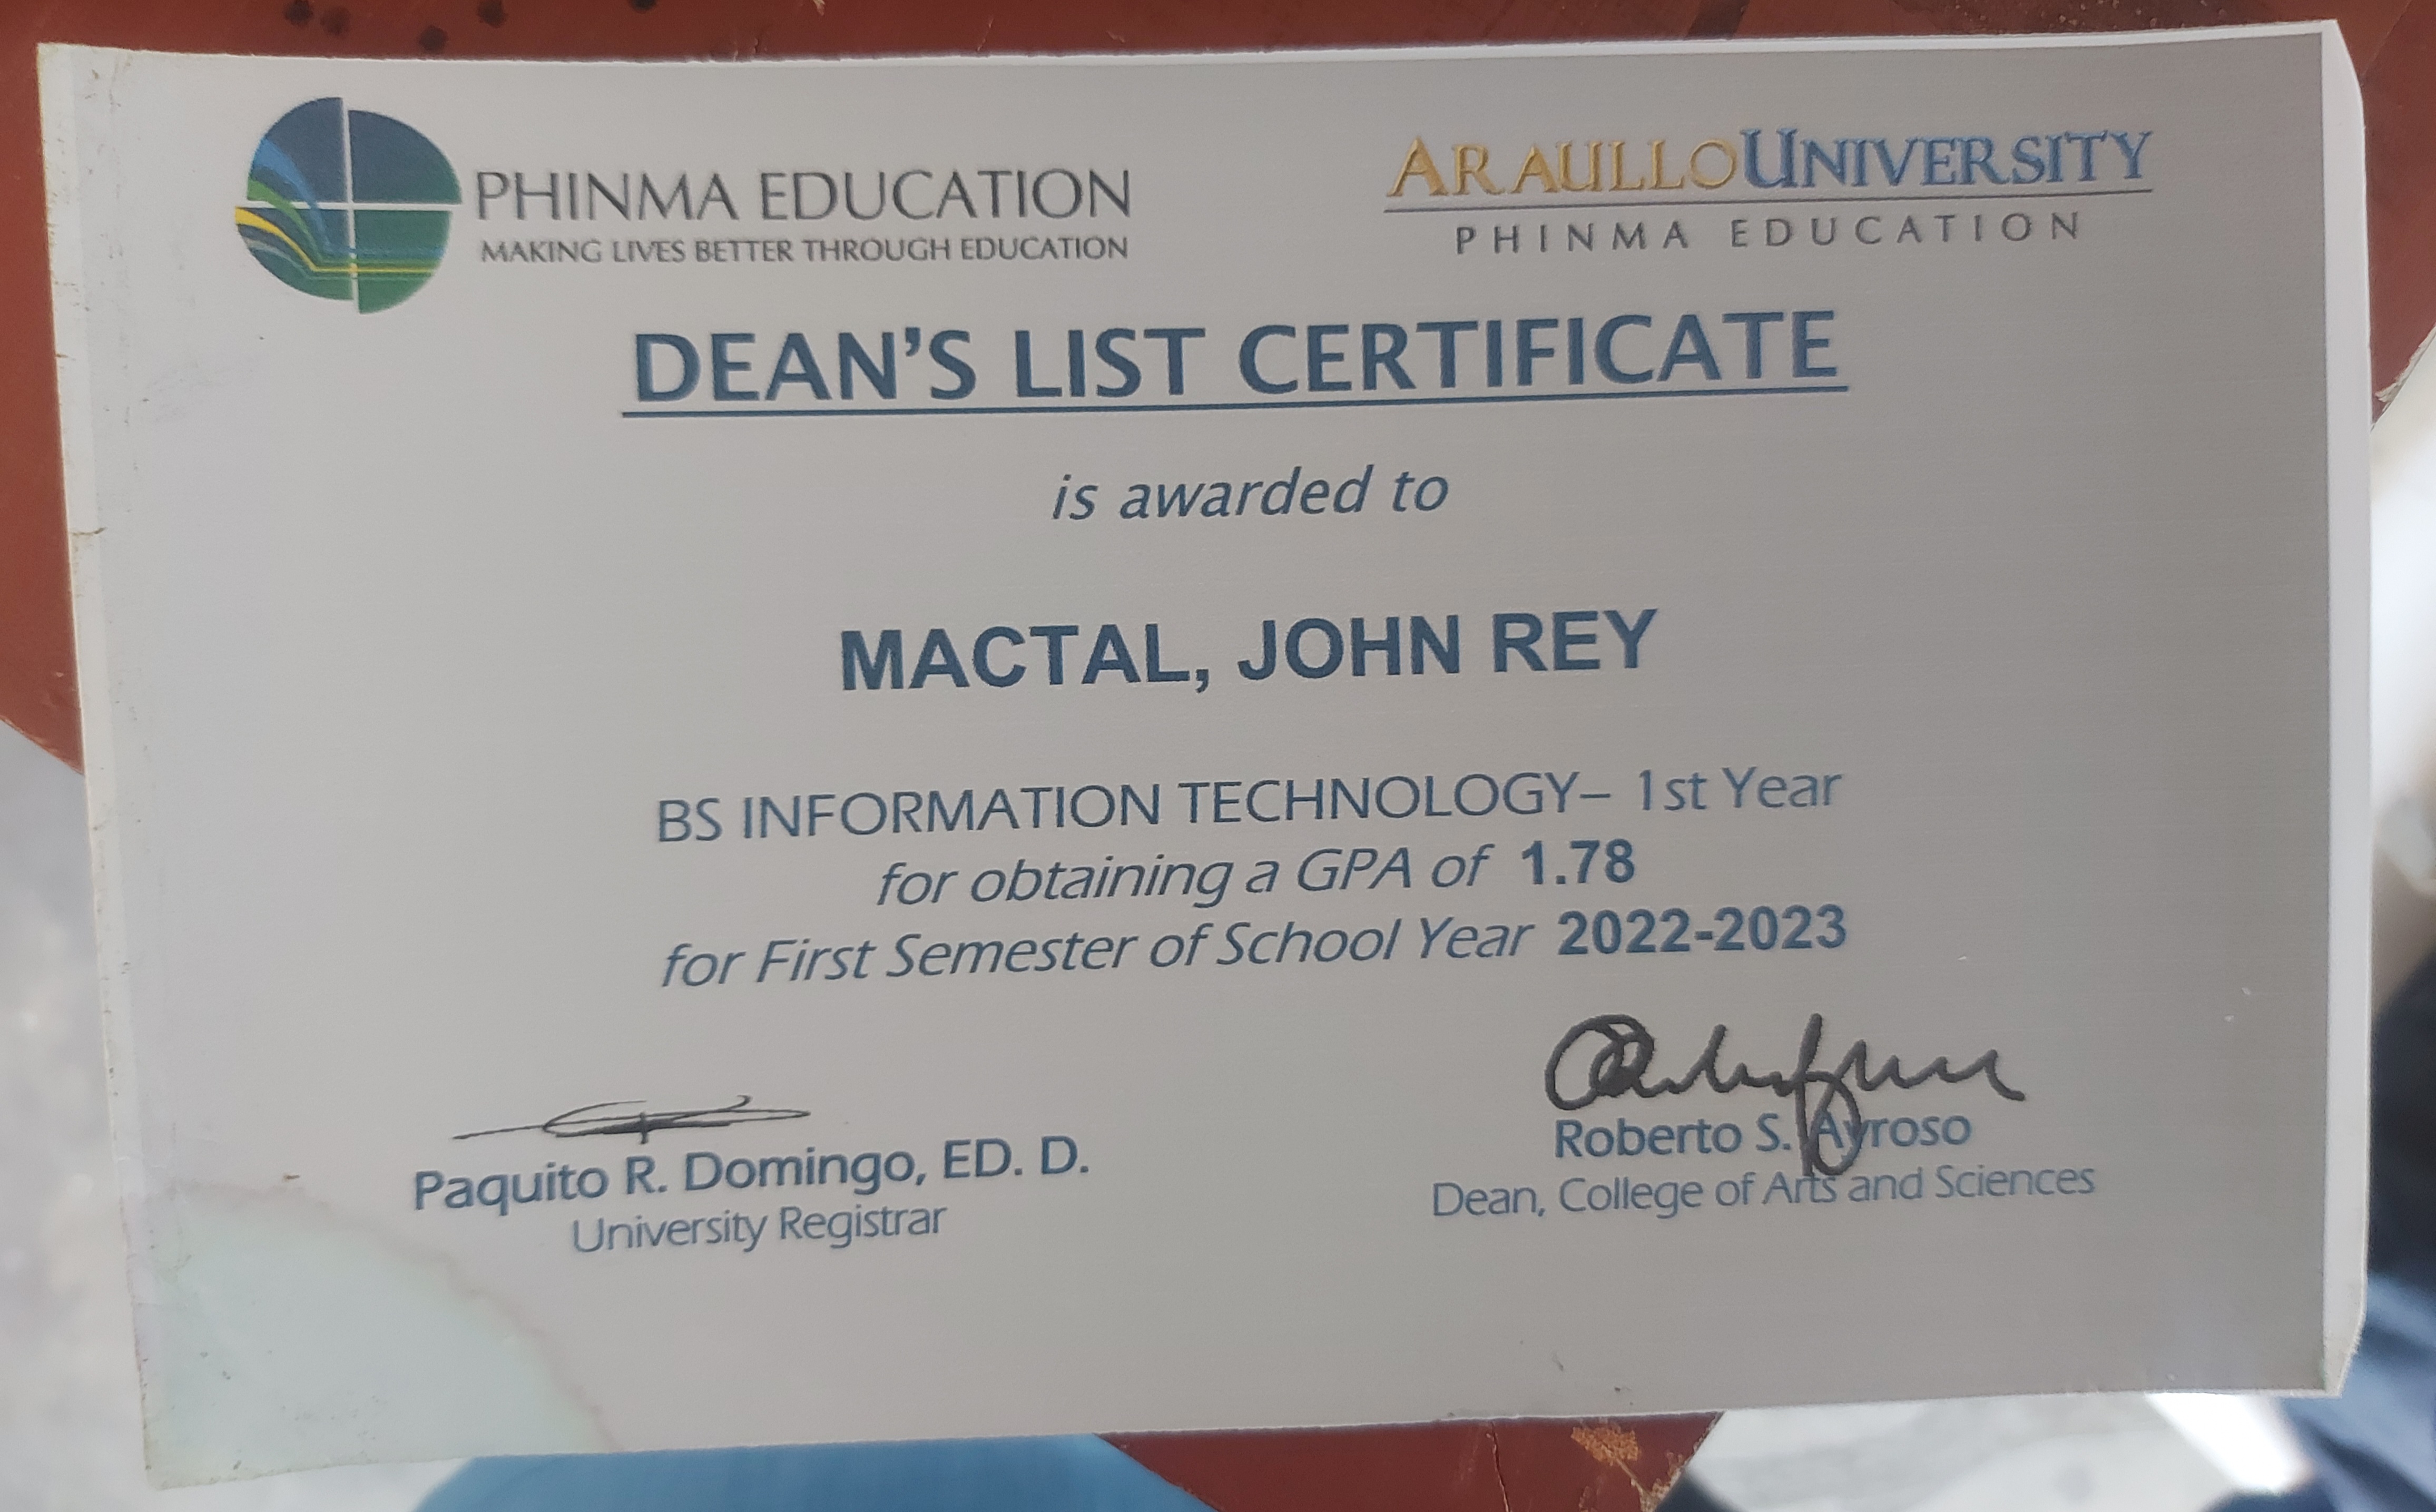 PHINMA EDUCATION
MAKING LIVES BETTER THROUGH EDUCATION
ARAULLO UNIVERSITY
PHINMA EDUCATION
DEAN'S LIST CERTIFICATE
is awarded to
MACTAL, JOHN REY
BS INFORMATION TECHNOLOGY– 1st Year
for obtaining a GPA of 1.78
for First Semester of School Year 2022-2023
Paquito R. Domingo, ED. D.
University Registrar
Roberto S. Ayroso
Dean, College of Arts and Sciences